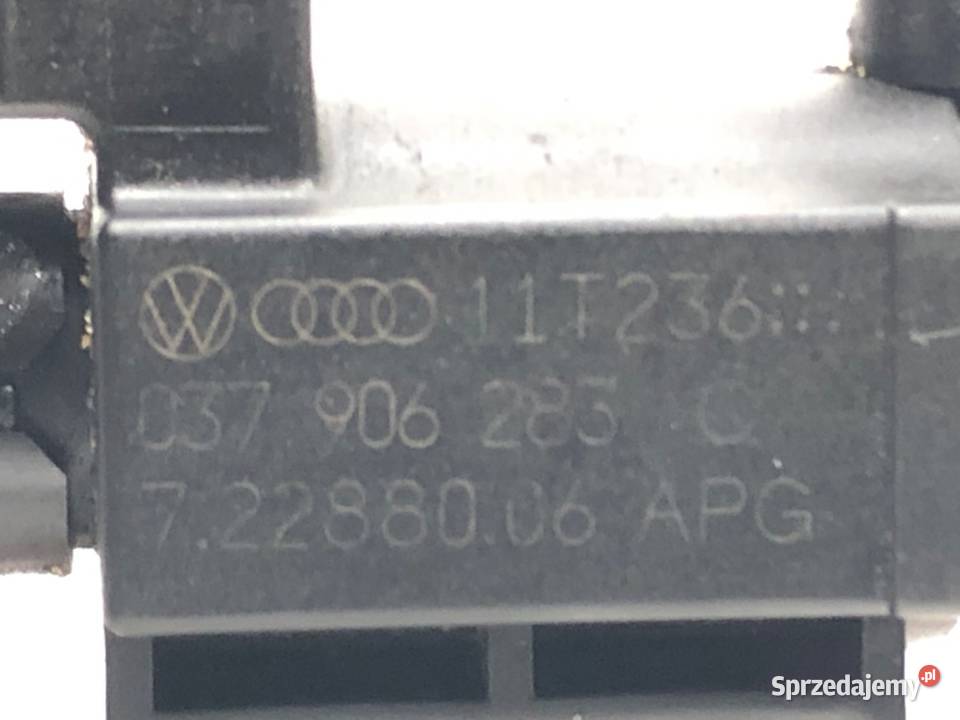 11T236
037 906 283 C
7.22880.06 APG
Sprzedajemy.pl